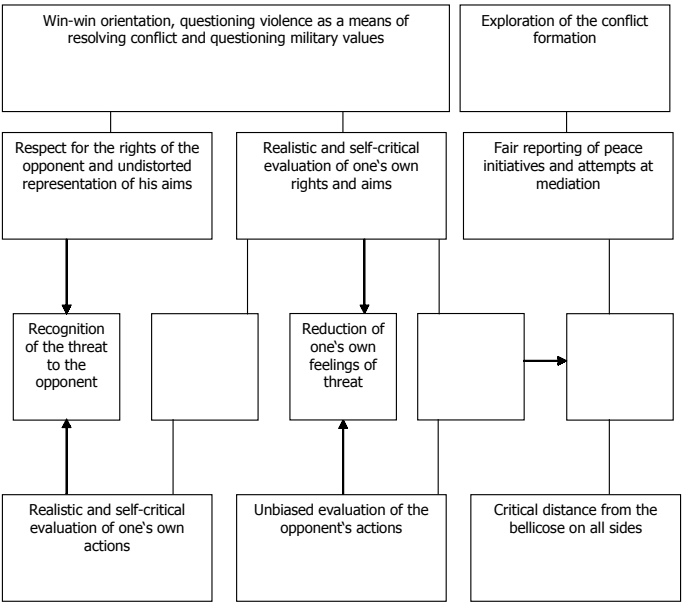 Win-win orientation, questioning violence as a means of
resolving conflict and questioning military values
Exploration of the conflict
formation
Respect for the rights of the
opponent and undistorted
representation of his aims
Realistic and self-critical
evaluation of one‘s own
rights and aims
Fair reporting of peace
initiatives and attempts at
mediation
Recognition
of the threat
to the
opponent
Reduction of
one‘s own
feelings of
threat
Realistic and self-critical
evaluation of one‘s own
actions
Unbiased evaluation of the
opponent‘s actions
Critical distance from the
bellicose on all sides